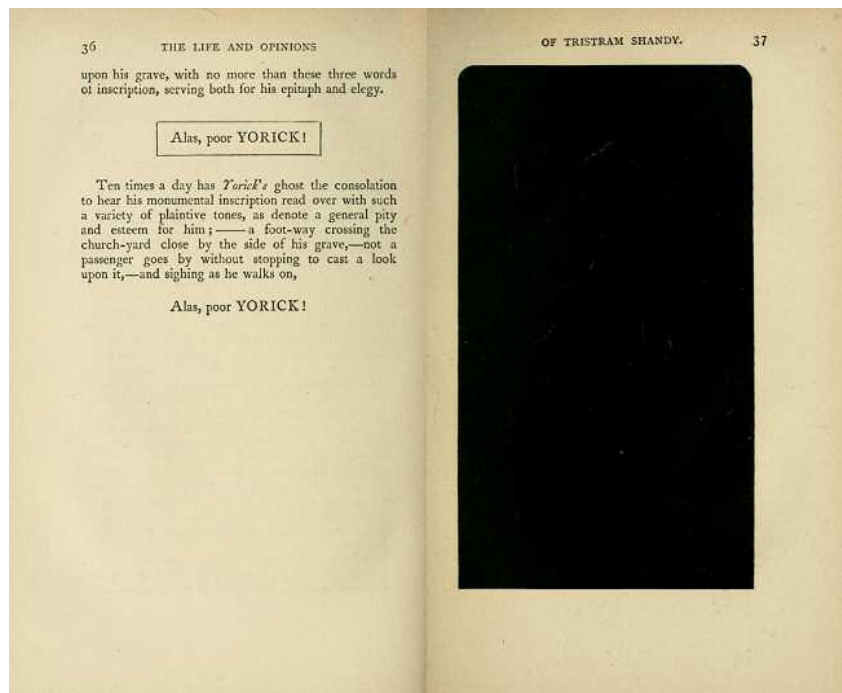 36 THE LIFE AND OPINIONS
upon his grave, with no more than these three words
of inscription, serving both for his epitaph and elegy.
Alas, poor YORICK!
Ten times a day has Yorick's ghost the consolation
to hear his monumental inscription read over with such
a variety of plaintive tones, as denote a general pity
and esteem for him; —— a foot-way crossing the
church-yard close by the side of his grave,—not a
passenger goes by without stopping to cast a look
upon it,—and sighing as he walks on,
Alas, poor YORICK!
OF TRISTRAM SHANDY. 37